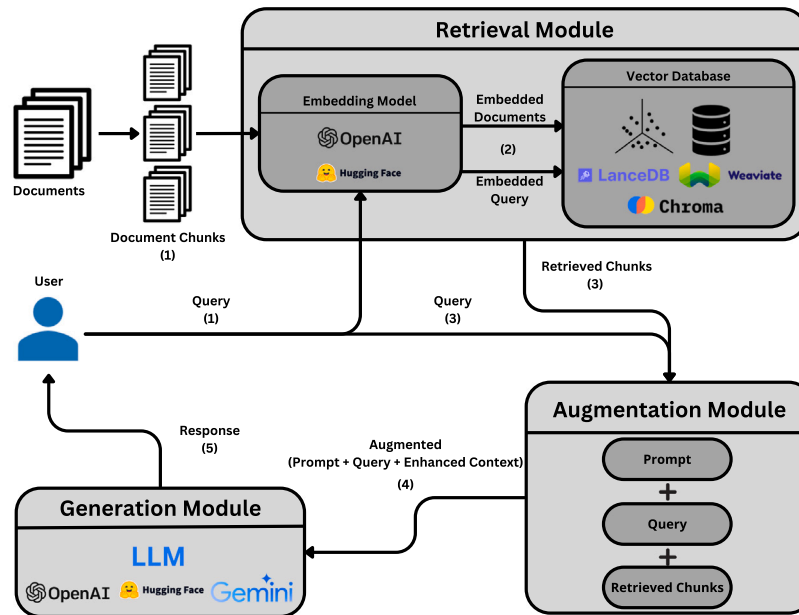 Retrieval Module
Embedding Model
OpenAI
Hugging Face
Embedded
Documents
(2)
Embedded
Query
Vector Database
LanceDB
Weaviate
Chroma
Documents
Document Chunks
(1)
User
Query
(1)
Query
(3)
Retrieved Chunks
(3)
Augmentation Module
Prompt
+
Query
+
Retrieved Chunks
Augmented
(Prompt + Query + Enhanced Context)
(4)
Response
(5)
Generation Module
LLM
OpenAI
Hugging Face
Gemini